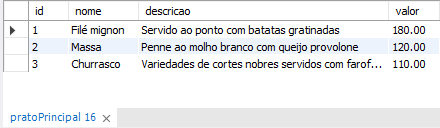 id nome descricao valor
1 Filé mignon Servido ao ponto com batatas gratinadas 180.00
2 Massa Penne ao molho branco com queijo provolone 120.00
3 Churrasco Variedades de cortes nobres servidos com farof... 110.00
pratoPrincipal 16